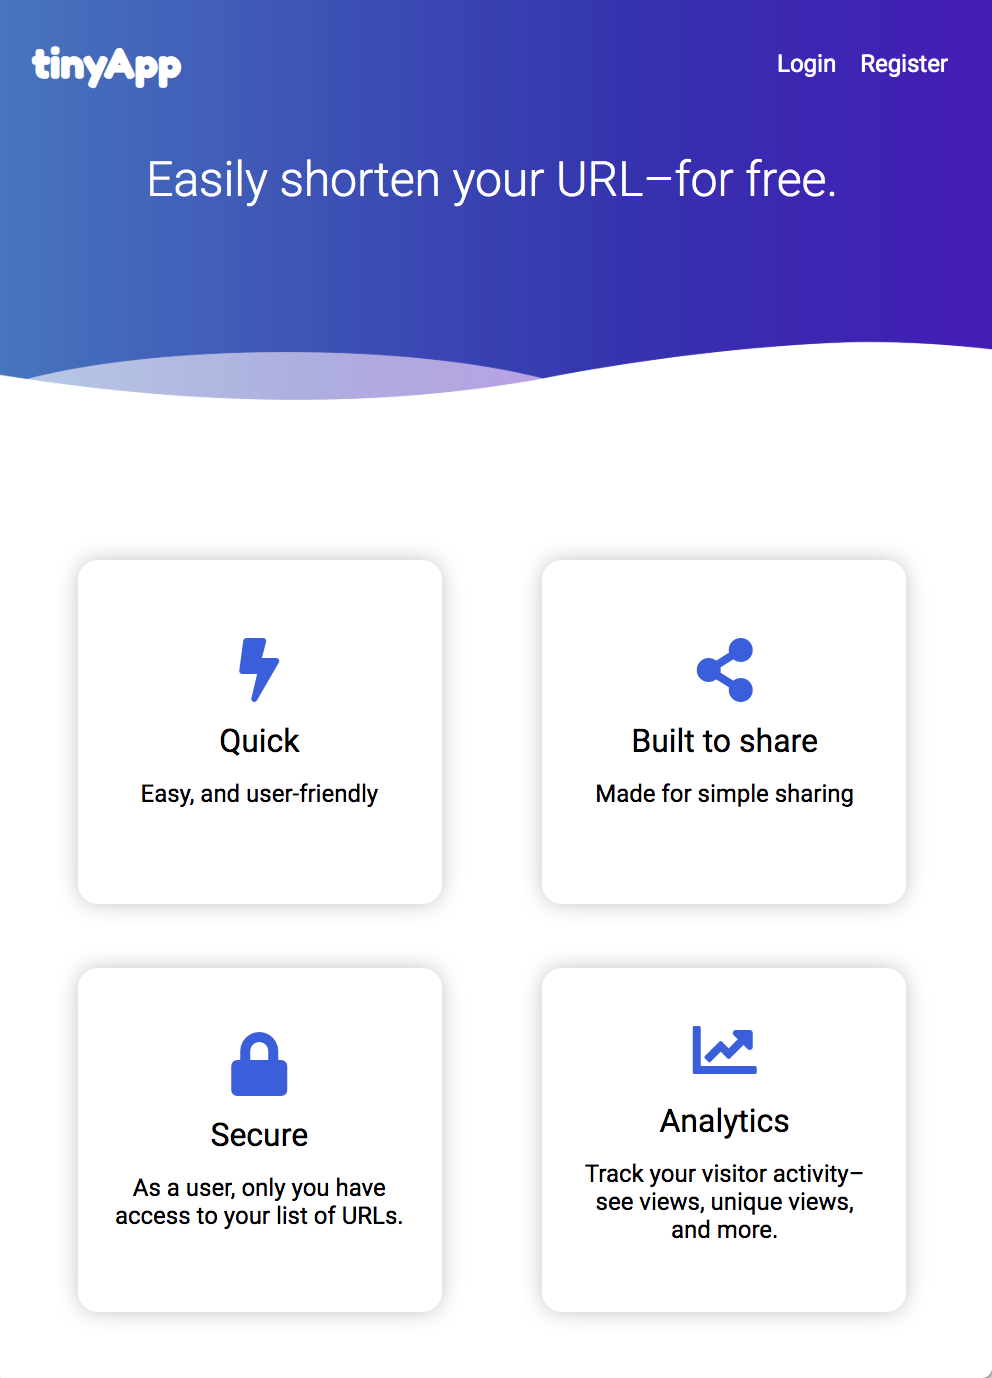 tinyApp
Login Register
Easily shorten your URL–for free.
Quick
Easy, and user-friendly
Built to share
Made for simple sharing
Secure
As a user, only you have
access to your list of URLs.
Analytics
Track your visitor activity–
see views, unique views,
and more.